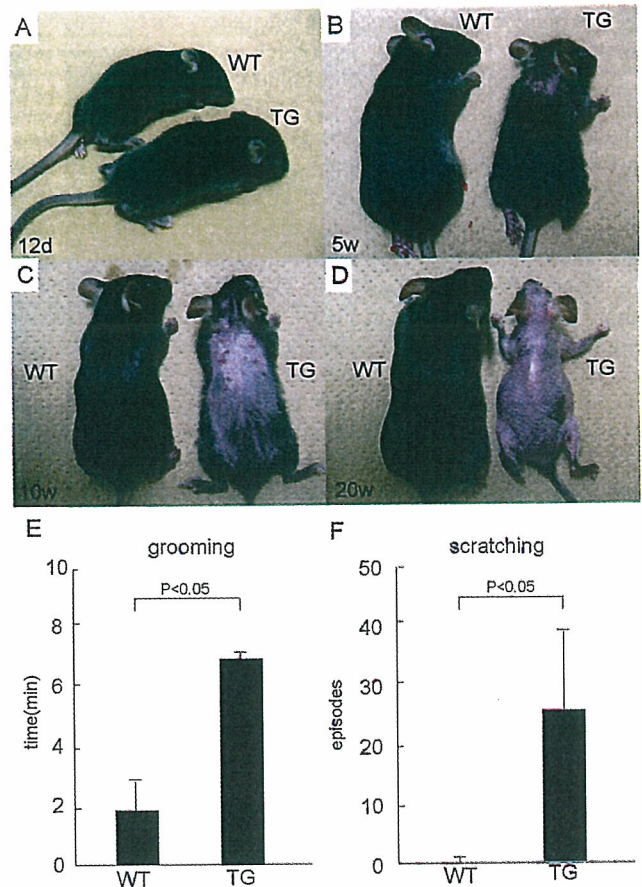 A
WT
TG
12d
B
WT
TG
5w
C
WT
TG
10w
D
WT
TG
20w
E
grooming
P<0.05
10
8
6
4
2
0
time(min)
WT
TG
F
scratching
P<0.05
50
40
30
20
10
0
episodes
WT
TG